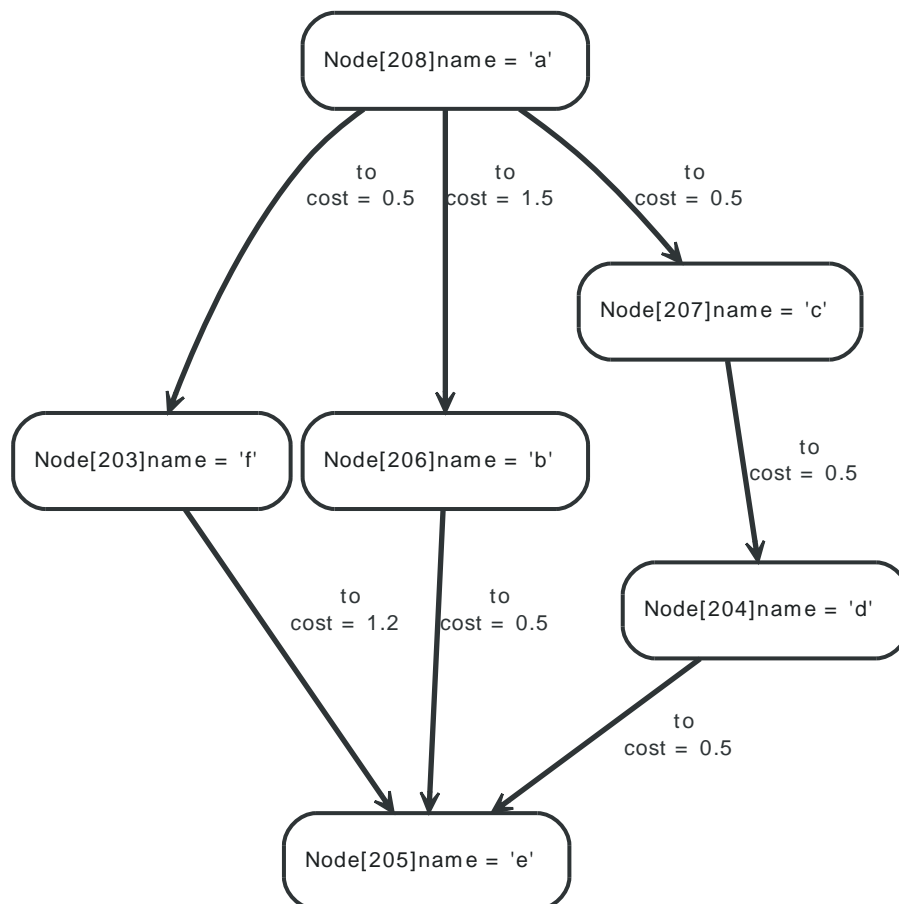 Node[208]name = 'a'
to
cost = 0.5
to
cost = 1.5
to
cost = 0.5
Node[207]name = 'c'
Node[203]name = 'f'
Node[206]name = 'b'
to
cost = 0.5
to
cost = 1.2
to
cost = 0.5
Node[204]name = 'd'
to
cost = 0.5
Node[205]name = 'e'